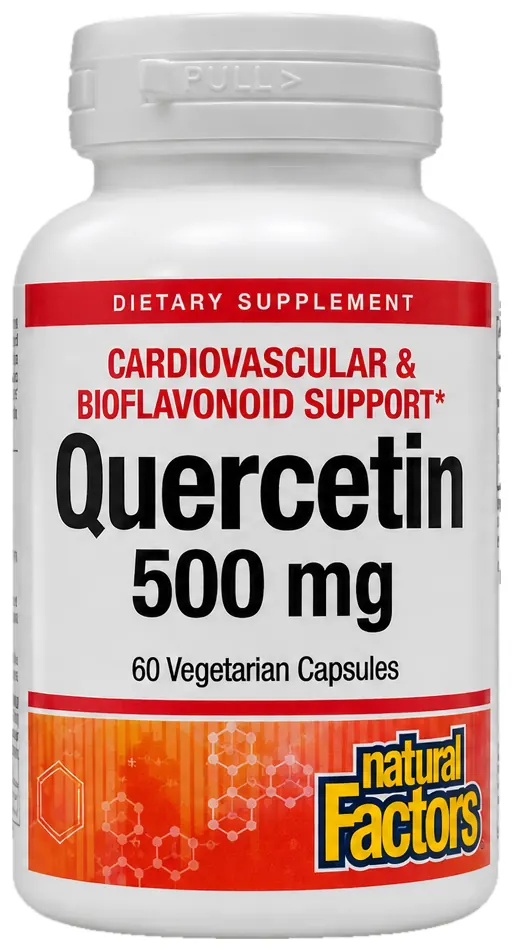 PULL>
DIETARY SUPPLEMENT
CARDIOVASCULAR &
BIOFLAVONOID SUPPORT*
Quercetin
500 mg
60 Vegetarian Capsules
natural
Factors